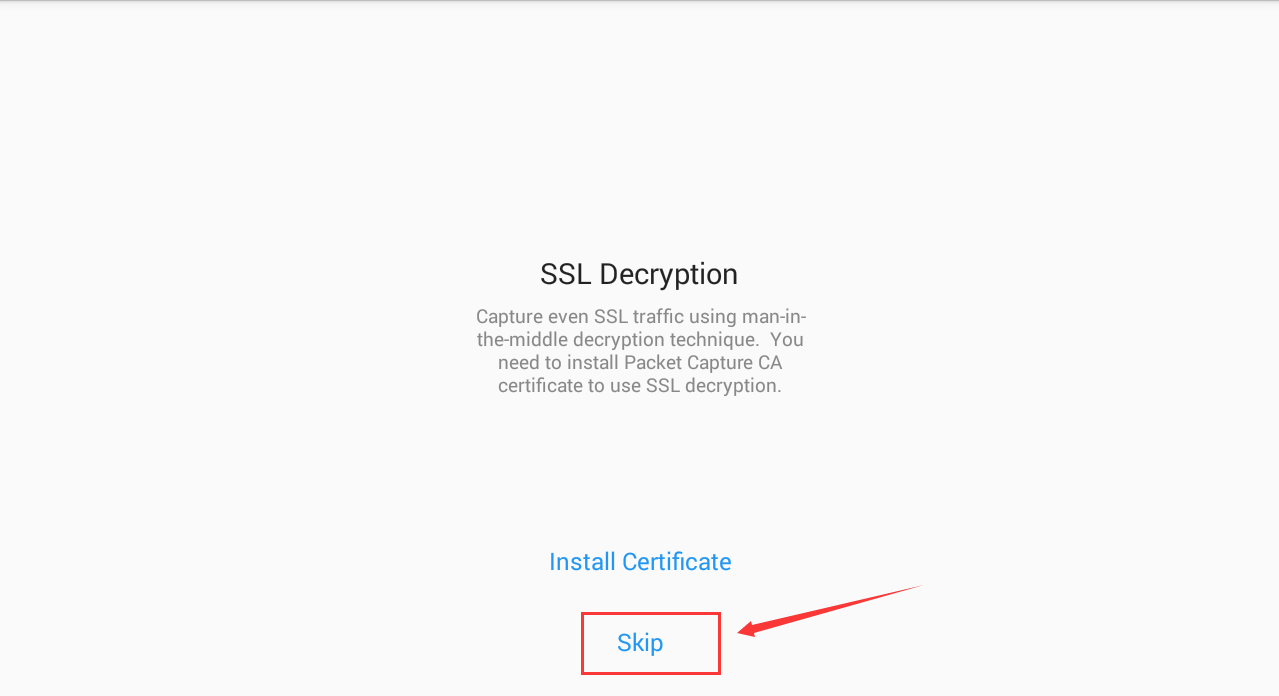 SSL Decryption
Capture even SSL traffic using man-in-
the-middle decryption technique.  You
need to install Packet Capture CA
certificate to use SSL decryption.
Install Certificate
Skip